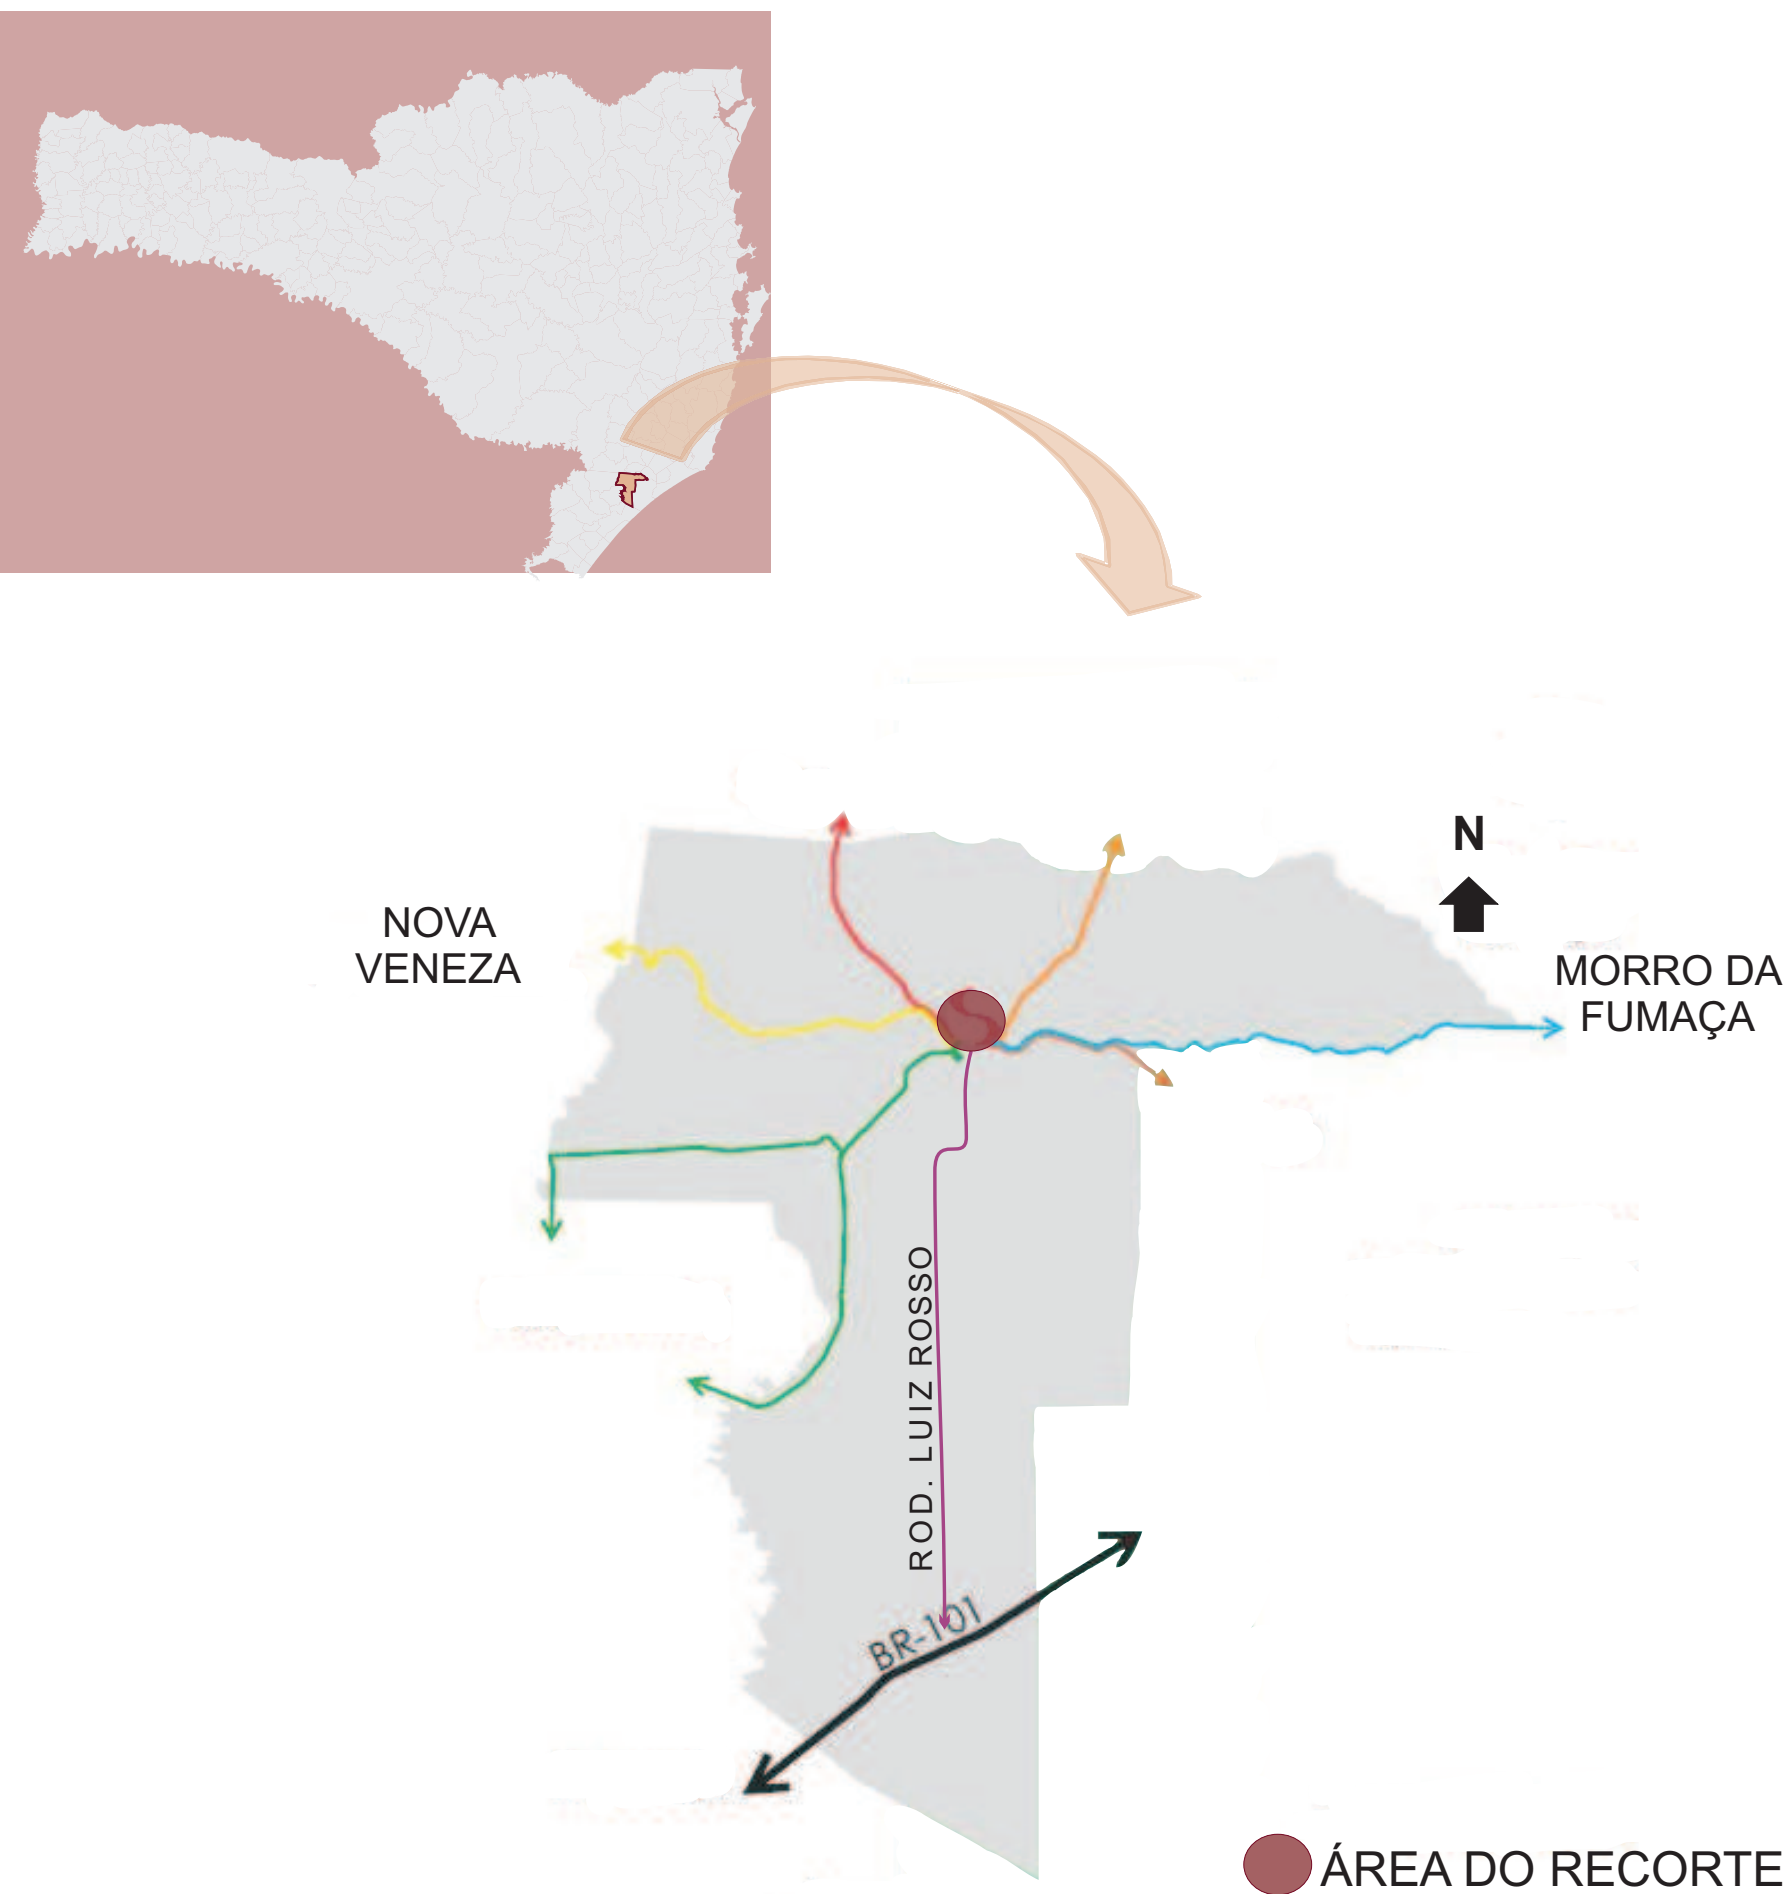 N
NOVA
VENEZA
MORRO DA
FUMAÇA
ROD. LUIZ ROSSO
BR-101
ÁREA DO RECORTE